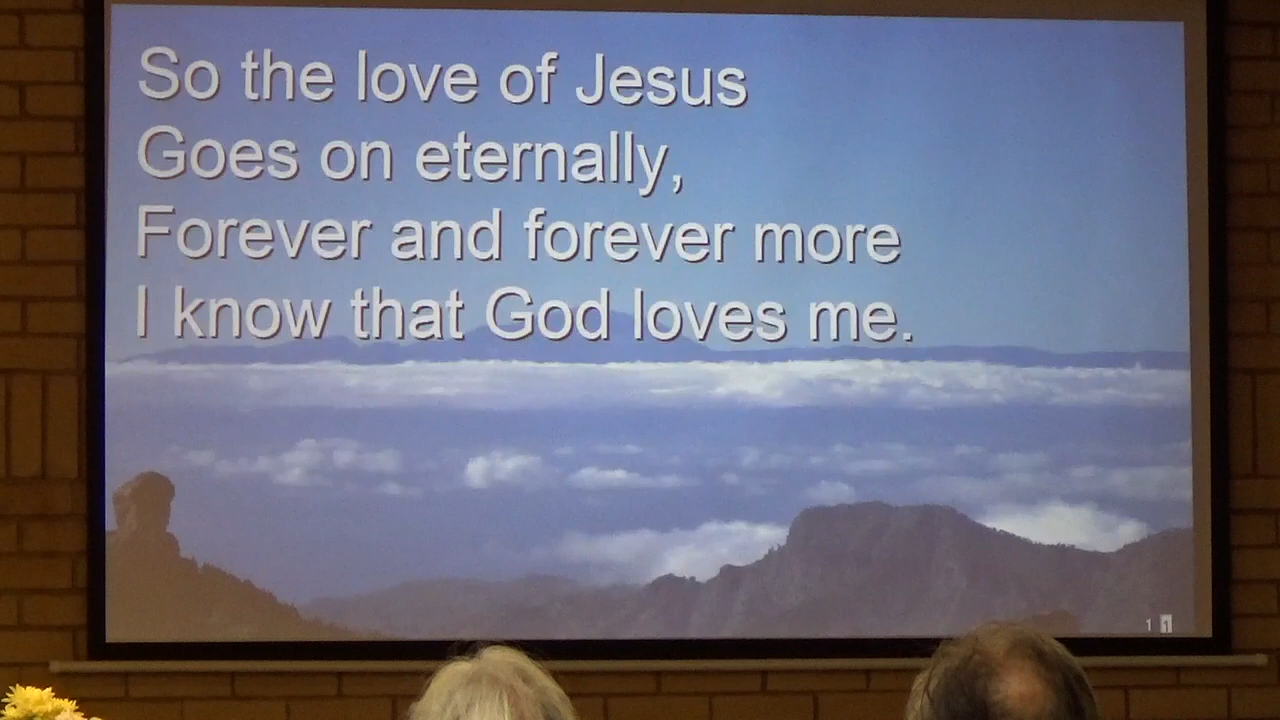 So the love of Jesus
Goes on eternally,
Forever and forever more
I know that God loves me.
1 1